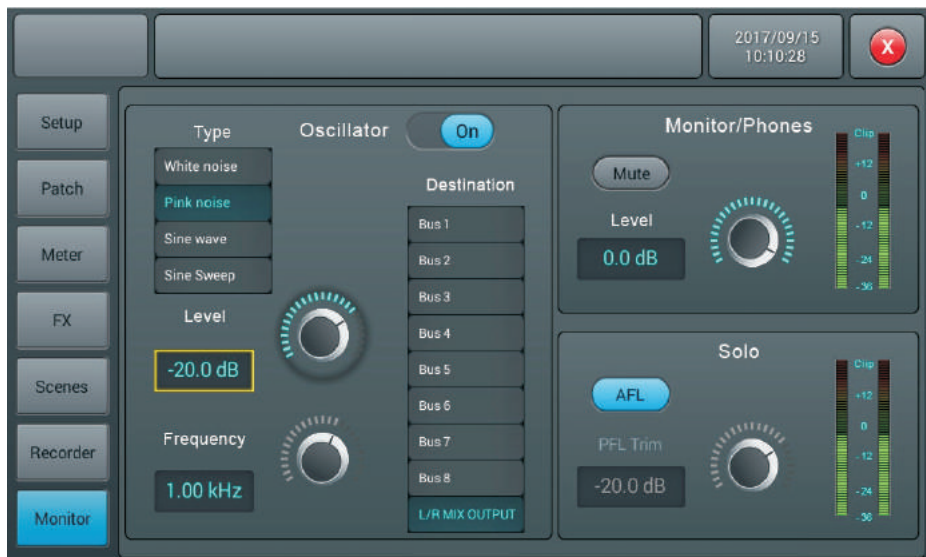 2017/09/15
10:10:28
X
Setup
Patch
Meter
FX
Scenes
Recorder
Monitor
Type
Oscillator
On
White noise
Pink noise
Sine wave
Sine Sweep
Level
-20.0 dB
Frequency
1.00 kHz
Destination
Bus 1
Bus 2
Bus 3
Bus 4
Bus 5
Bus 6
Bus 7
Bus 8
L/R MIX OUTPUT
Monitor/Phones
Mute
Level
0.0 dB
Clip
+12
0
-12
-24
-36
Solo
AFL
PFL Trim
-20.0 dB
Clip
+12
0
-12
-24
-36